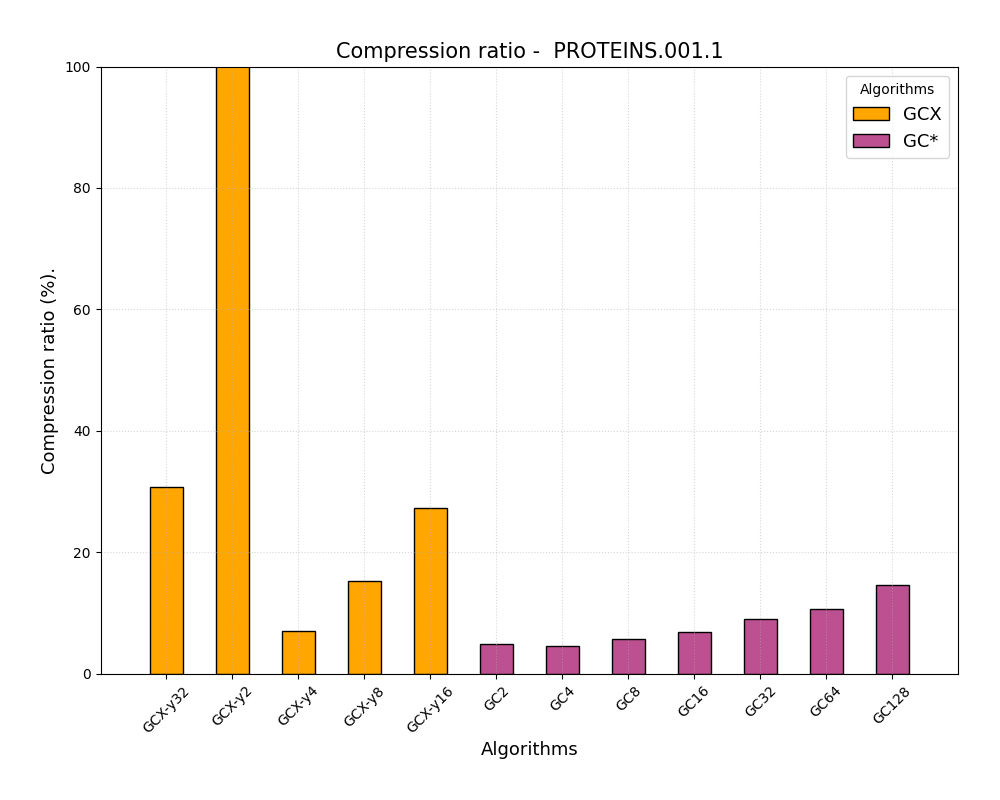 Compression ratio -  PROTEINS.001.1
Compression ratio (%).
100
80
60
40
20
0
Algorithms
GCX
GC*
GCX-y32
GCX-y2
GCX-y4
GCX-y8
GCX-y16
GC2
GC4
GC8
GC16
GC32
GC64
GC128
Algorithms